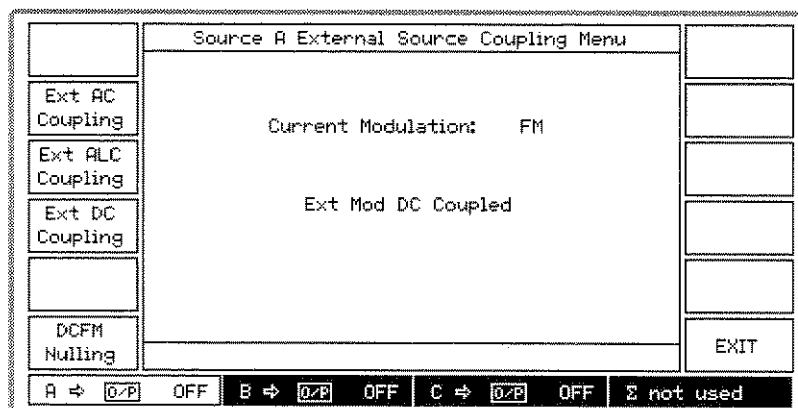 Source A External Source Coupling Menu
Ext AC
Coupling
Ext ALC
Coupling
Ext DC
Coupling
DCFM
Nulling
Current Modulation: FM
Ext Mod DC Coupled
EXIT
A ⇨ O/P OFF B ⇨ O/P OFF C ⇨ O/P OFF Σ not used